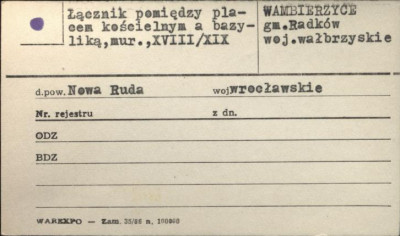 Łącznik pomiędzy pla-
cem kościelnym a bazy-
liką,mur.,XVIII/XIX
WAMBIERZYCE
gm.Radków
woj.wałbrzyskie
d.pow. Nowa Ruda woj wrocławskie
Nr. rejestru z dn.
ODZ
BDZ
WAREXPO — Zam. 35/86 n. 100000